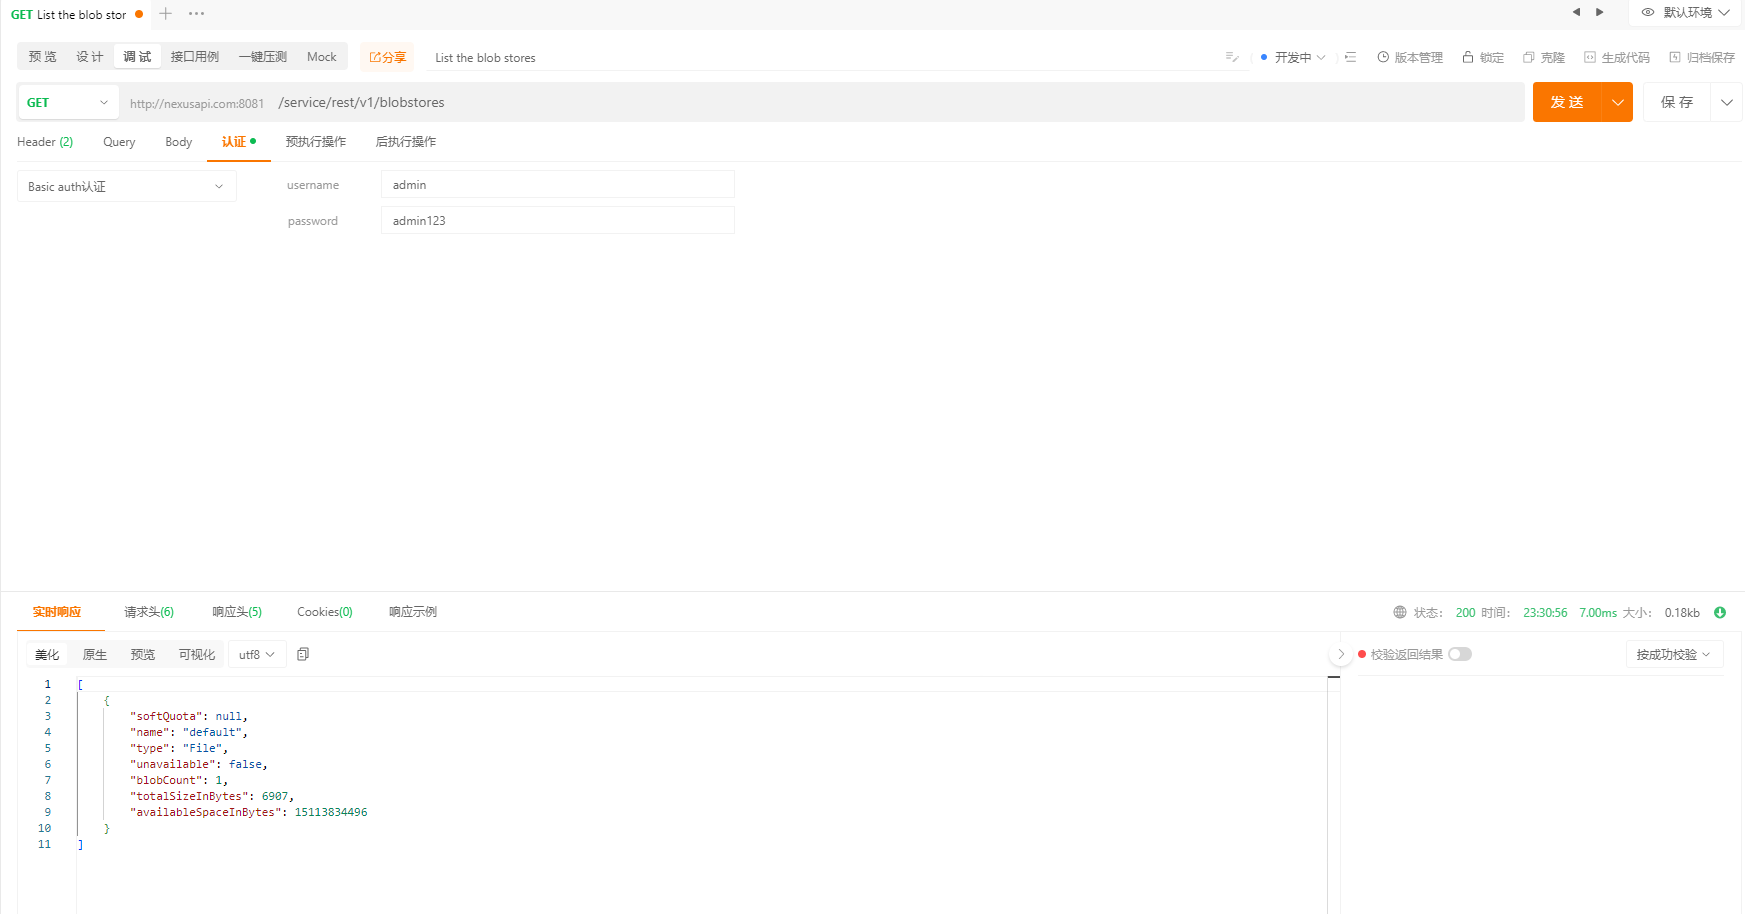 GET List the blob stor
默认环境
预览 设计 调试 接口用例 一键压测 Mock 分享 List the blob stores 开发中 版本管理 锁定 克隆 生成代码 归档保存
GET http://nexusapi.com:8081 /service/rest/v1/blobstores 发送 保存
Header (2) Query Body 认证 预执行操作 后执行操作
Basic auth认证 username admin
password admin123
实时响应 请求头(6) 响应头(5) Cookies(0) 响应示例 状态: 200 时间: 23:30:56 7.00ms 大小: 0.18kb
美化 原生 预览 可视化 utf8 校验返回结果 按成功校验
1 [
2 {
3 "softQuota": null,
4 "name": "default",
5 "type": "File",
6 "unavailable": false,
7 "blobCount": 1,
8 "totalSizeInBytes": 6907,
9 "availableSpaceInBytes": 15113834496
10 }
11 ]